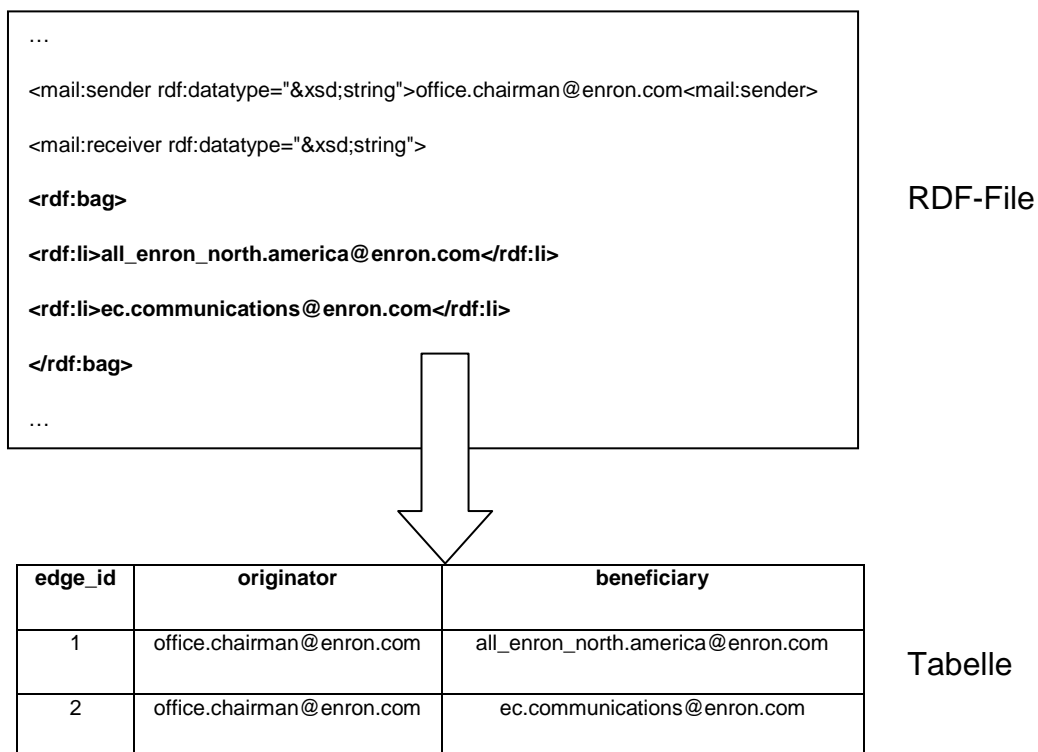 …
<mail:sender rdf:datatype="&xsd;string">office.chairman@enron.com<mail:sender>
<mail:receiver rdf:datatype="&xsd;string">
<rdf:bag>
<rdf:li>all_enron_north.america@enron.com</rdf:li>
<rdf:li>ec.communications@enron.com</rdf:li>
</rdf:bag>
…
RDF-File
edge_id originator beneficiary
1 office.chairman@enron.com all_enron_north.america@enron.com
2 office.chairman@enron.com ec.communications@enron.com
Tabelle